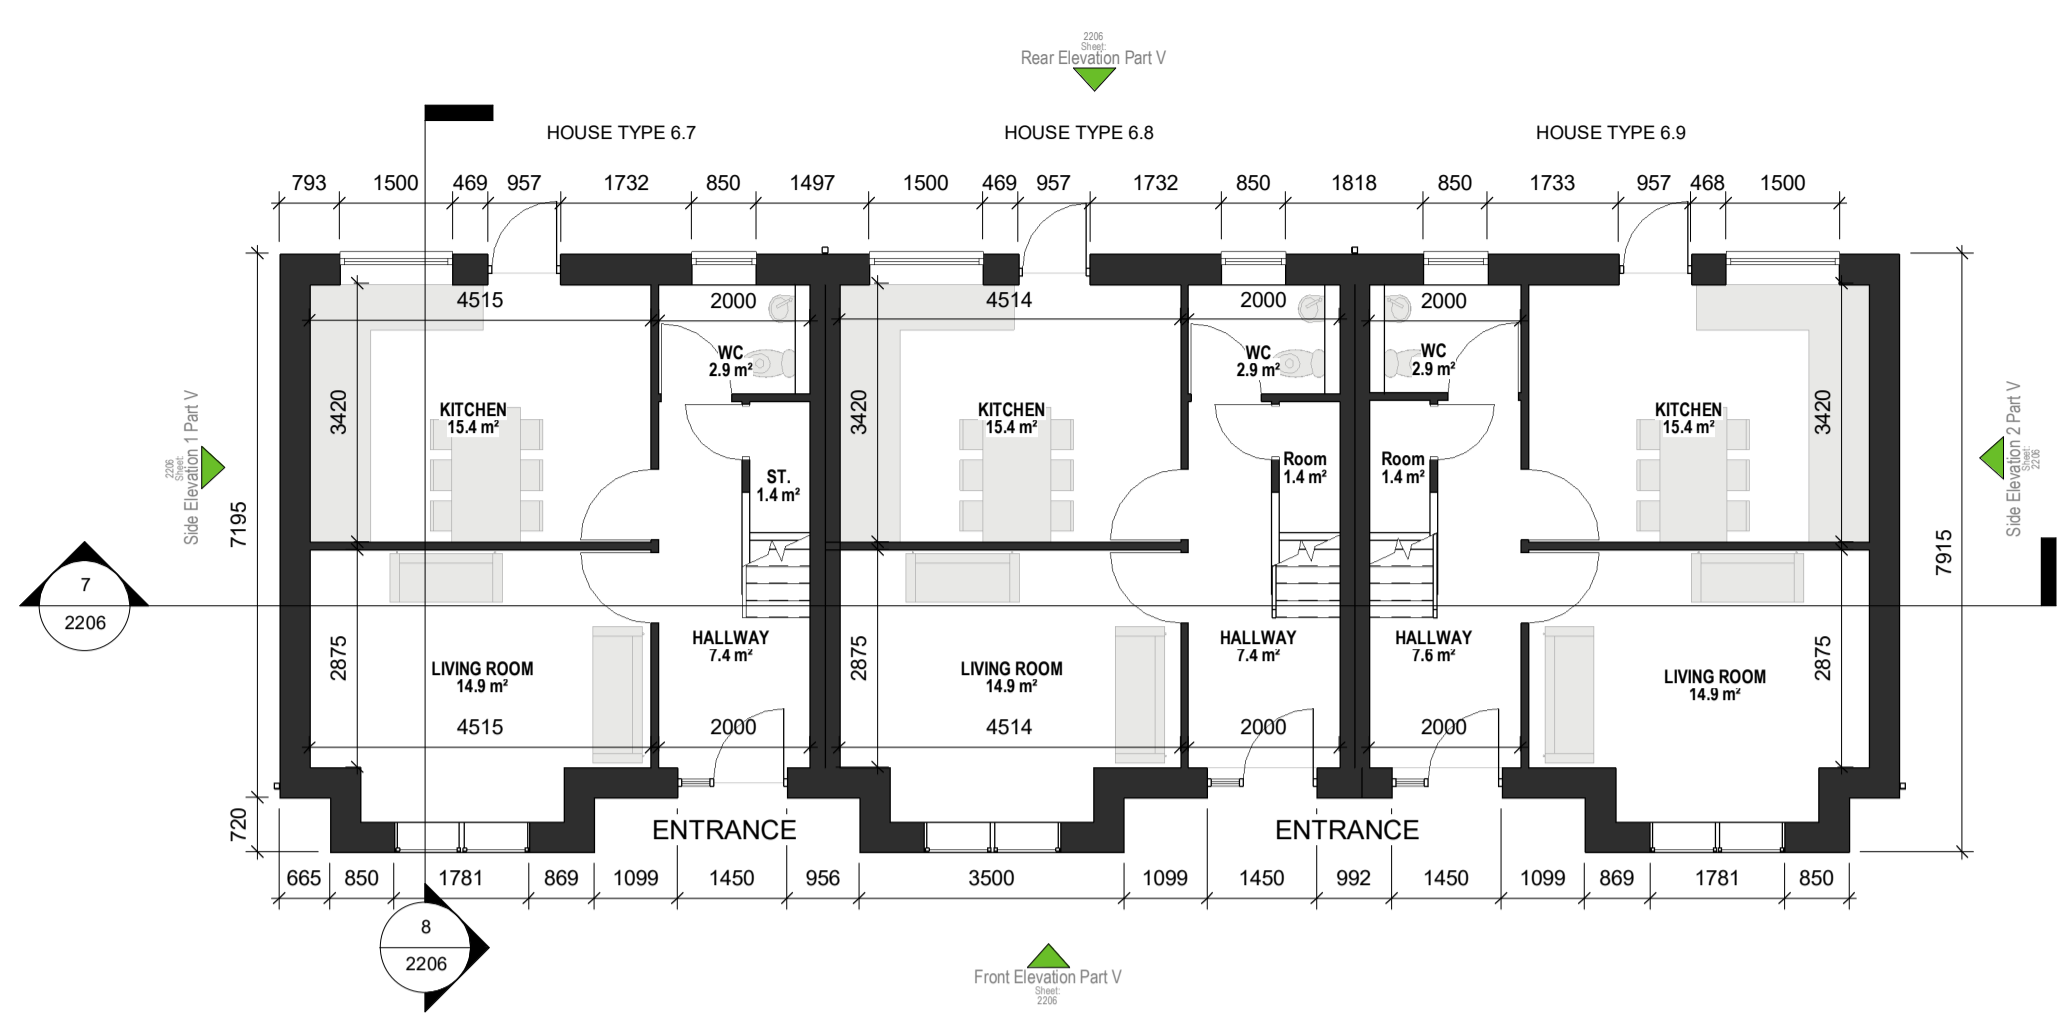 2206
Sheet:
Rear Elevation Part V
HOUSE TYPE 6.7
HOUSE TYPE 6.8
HOUSE TYPE 6.9
793 1500 469 957 1732 850 1497 1500 469 957 1732 850 1818 850 1733 957 468 1500
4515 2000 4514 2000 2000
WC
2.9 m²
WC
2.9 m²
WC
2.9 m²
KITCHEN
15.4 m²
KITCHEN
15.4 m²
KITCHEN
15.4 m²
3420
3420
3420
2206
Sheet:
Side Elevation 1 Part V
Side Elevation 2 Part V
Sheet:
2206
ST.
1.4 m²
Room
1.4 m²
Room
1.4 m²
7195
7915
7
2206
HALLWAY
7.4 m²
HALLWAY
7.4 m²
HALLWAY
7.6 m²
2875
2875
2875
LIVING ROOM
14.9 m²
LIVING ROOM
14.9 m²
LIVING ROOM
14.9 m²
4515 2000 4514 2000 2000
720
ENTRANCE
ENTRANCE
665 850 1781 869 1099 1450 956 3500 1099 1450 992 1450 1099 869 1781 850
8
2206
Front Elevation Part V
Sheet:
2206